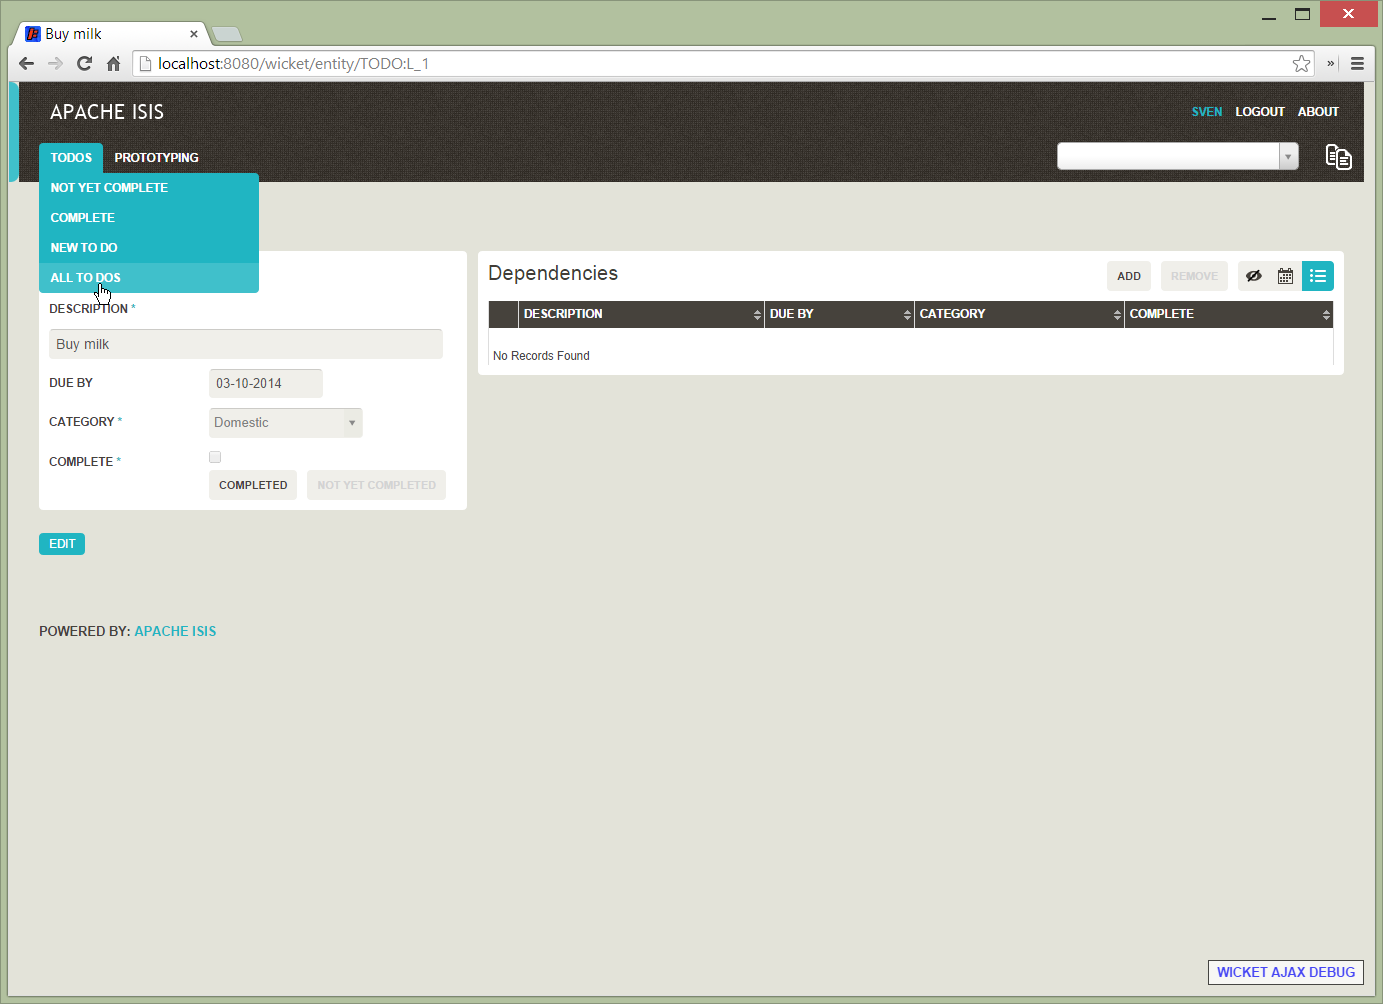 Buy milk
localhost:8080/wicket/entity/TODO:L_1
APACHE ISIS
SVEN LOGOUT ABOUT
TODOS PROTOTYPING
NOT YET COMPLETE
COMPLETE
NEW TO DO
ALL TO DOS
DESCRIPTION *
Buy milk
DUE BY 03-10-2014
CATEGORY * Domestic
COMPLETE *
COMPLETED NOT YET COMPLETED
EDIT
Dependencies
ADD REMOVE
DESCRIPTION DUE BY CATEGORY COMPLETE
No Records Found
POWERED BY: APACHE ISIS
WICKET AJAX DEBUG